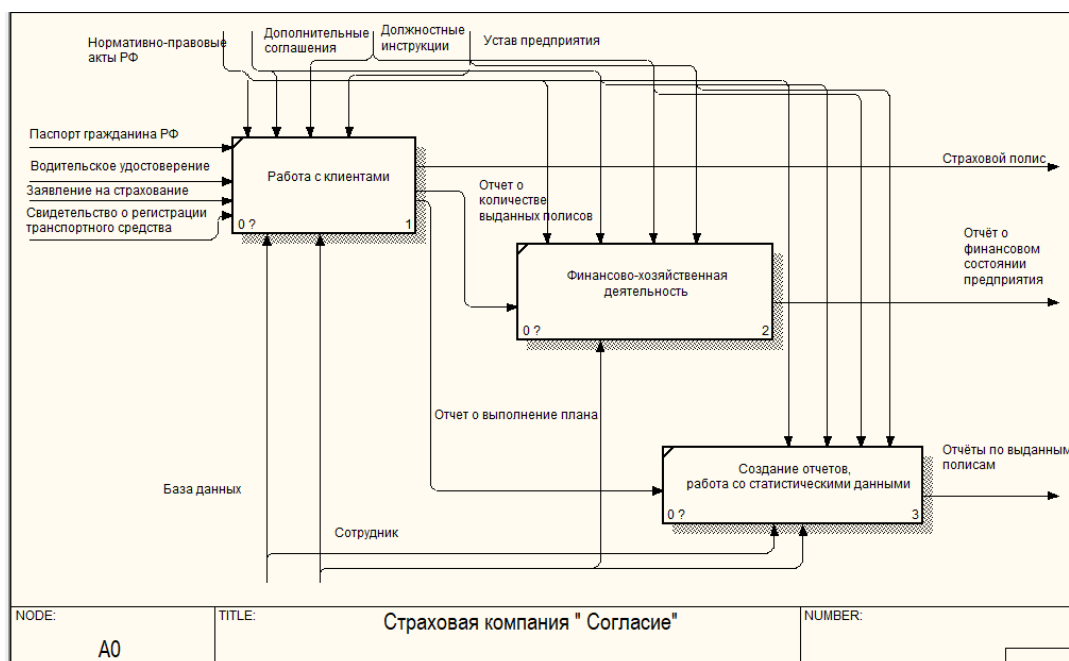 Нормативно-правовые
акты РФ
Дополнительные
соглашения
Должностные
инструкции
Устав предприятия
Паспорт гражданина РФ
Водительское удостоверение
Заявление на страхование
Свидетельство о регистрации
транспортного средства
Работа с клиентами
0 ?
1
Страховой полис
Отчет о
количестве
выданных полисов
Финансово-хозяйственная
деятельность
0 ?
2
Отчёт о
финансовом
состоянии
предприятия
Отчет о выполнение плана
Создание отчетов,
работа со статистическими данными
0 ?
3
Отчёты по выданным
полисам
База данных
Сотрудник
NODE:
A0
TITLE:
Страховая компания " Согласие"
NUMBER: